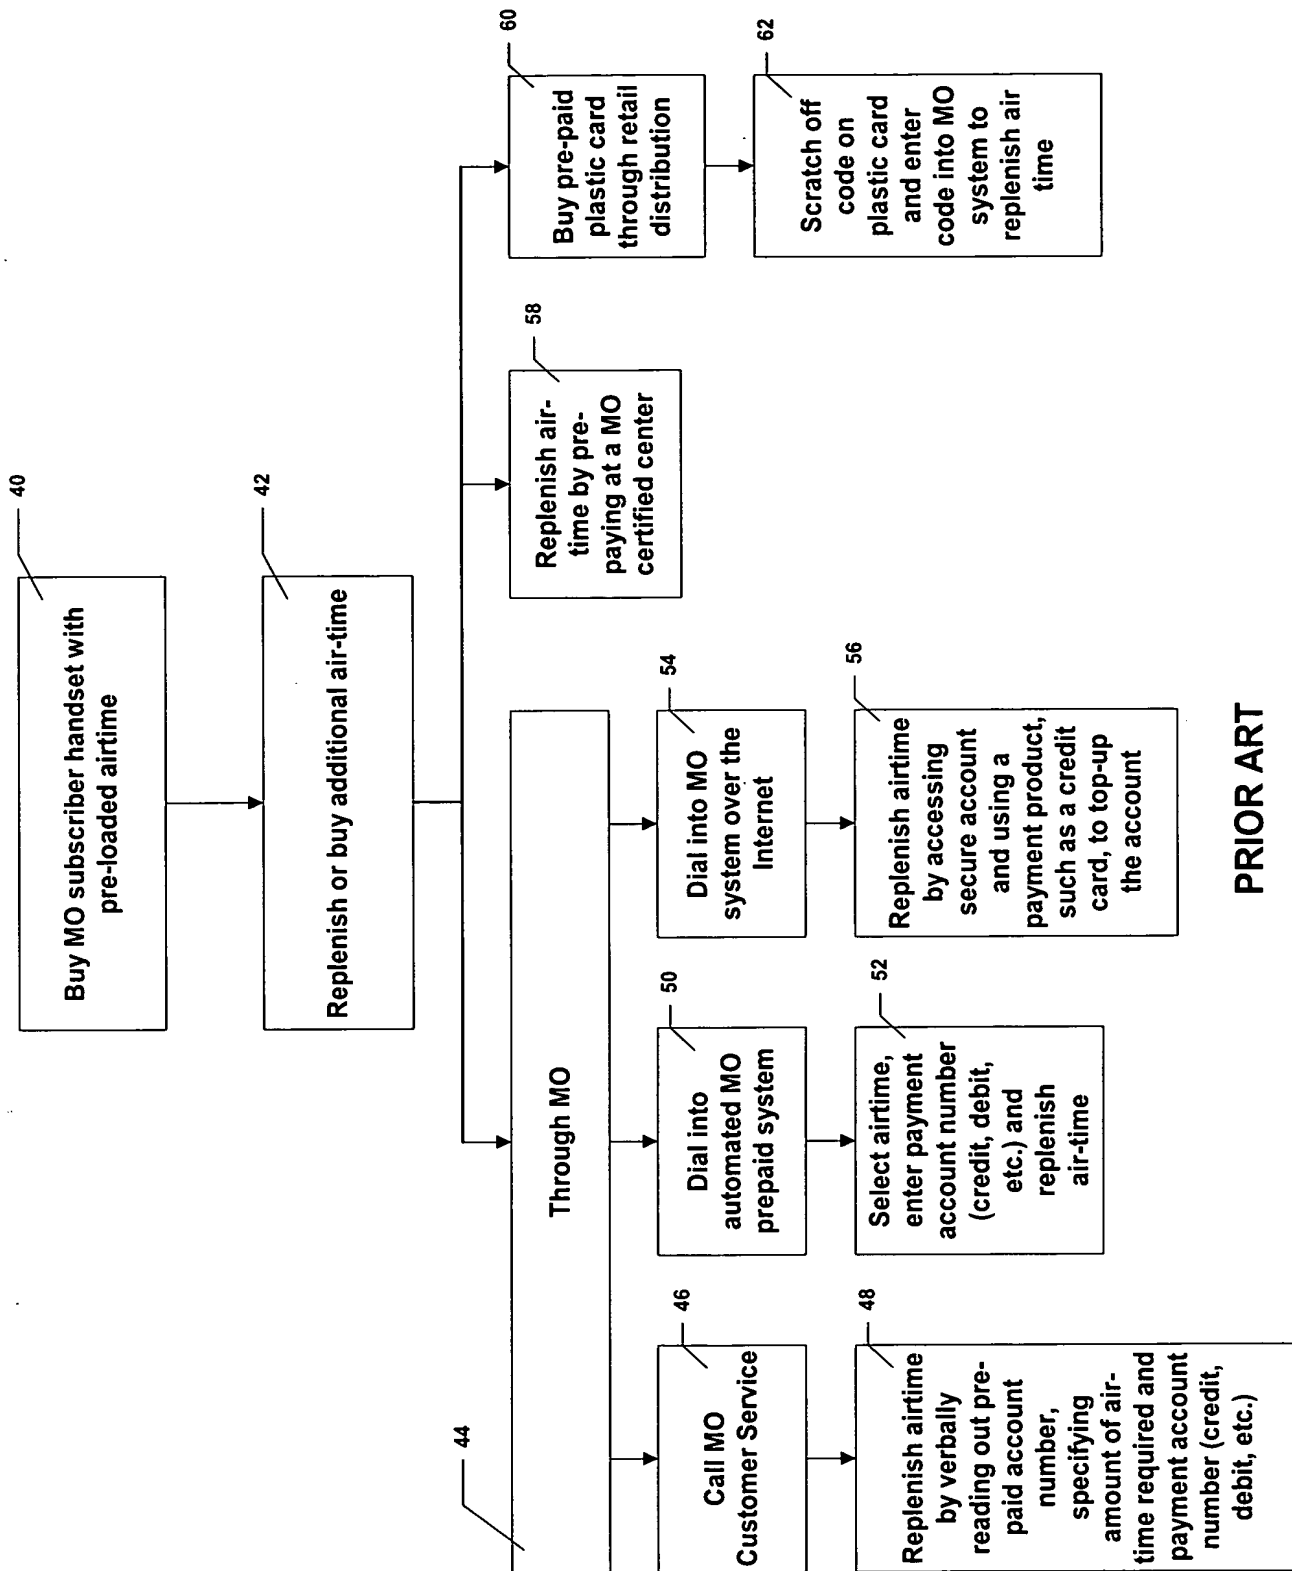 40
Buy MO subscriber handset with
pre-loaded airtime
42
Replenish or buy additional air-time
44
Through MO
46
Call MO
Customer Service
48
Replenish airtime
by verbally
reading out pre-
paid account
number,
specifying
amount of air-
time required and
payment account
number (credit,
debit, etc.)
50
Dial into
automated MO
prepaid system
52
Select airtime,
enter payment
account number
(credit, debit,
etc.) and
replenish
air-time
54
Dial into MO
system over the
Internet
56
Replenish airtime
by accessing
secure account
and using a
payment product,
such as a credit
card, to top-up
the account
58
Replenish air-
time by pre-
paying at a MO
certified center
60
Buy pre-paid
plastic card
through retail
distribution
62
Scratch off
code on
plastic card
and enter
code into MO
system to
replenish air
time
PRIOR ART